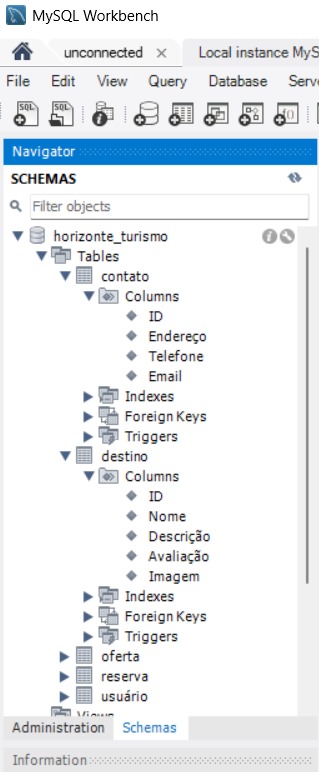 MySQL Workbench
unconnected Local instance MyS
File Edit View Query Database Serve
SQL SQL
Navigator
SCHEMAS
Filter objects
horizonte_turismo
Tables
contato
Columns
ID
Endereço
Telefone
Email
Indexes
Foreign Keys
Triggers
destino
Columns
ID
Nome
Descrição
Avaliação
Imagem
Indexes
Foreign Keys
Triggers
oferta
reserva
usuário
Views
Administration Schemas
Information